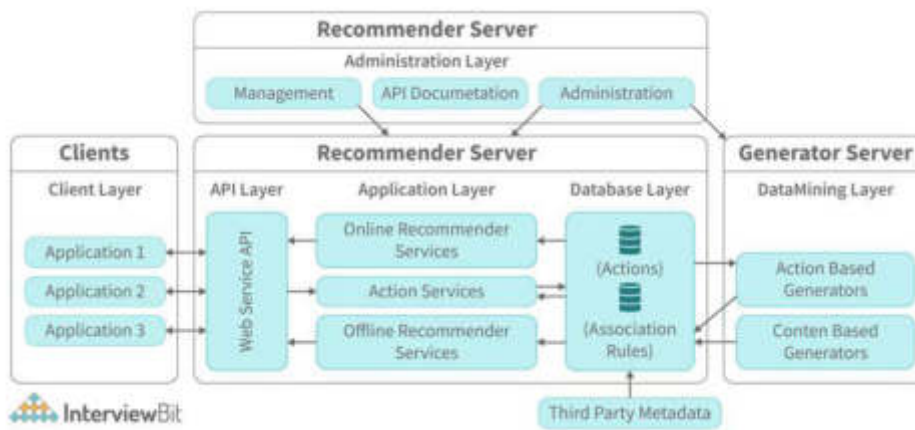 Recommender Server
Administration Layer
Management
API Documetation
Administration
Clients
Client Layer
Application 1
Application 2
Application 3
Recommender Server
API Layer
Application Layer
Database Layer
Web Service API
Online Recommender
Services
Action Services
Offline Recommender
Services
(Actions)
(Association
Rules)
Generator Server
DataMining Layer
Action Based
Generators
Conten Based
Generators
Third Party Metadata
InterviewBit